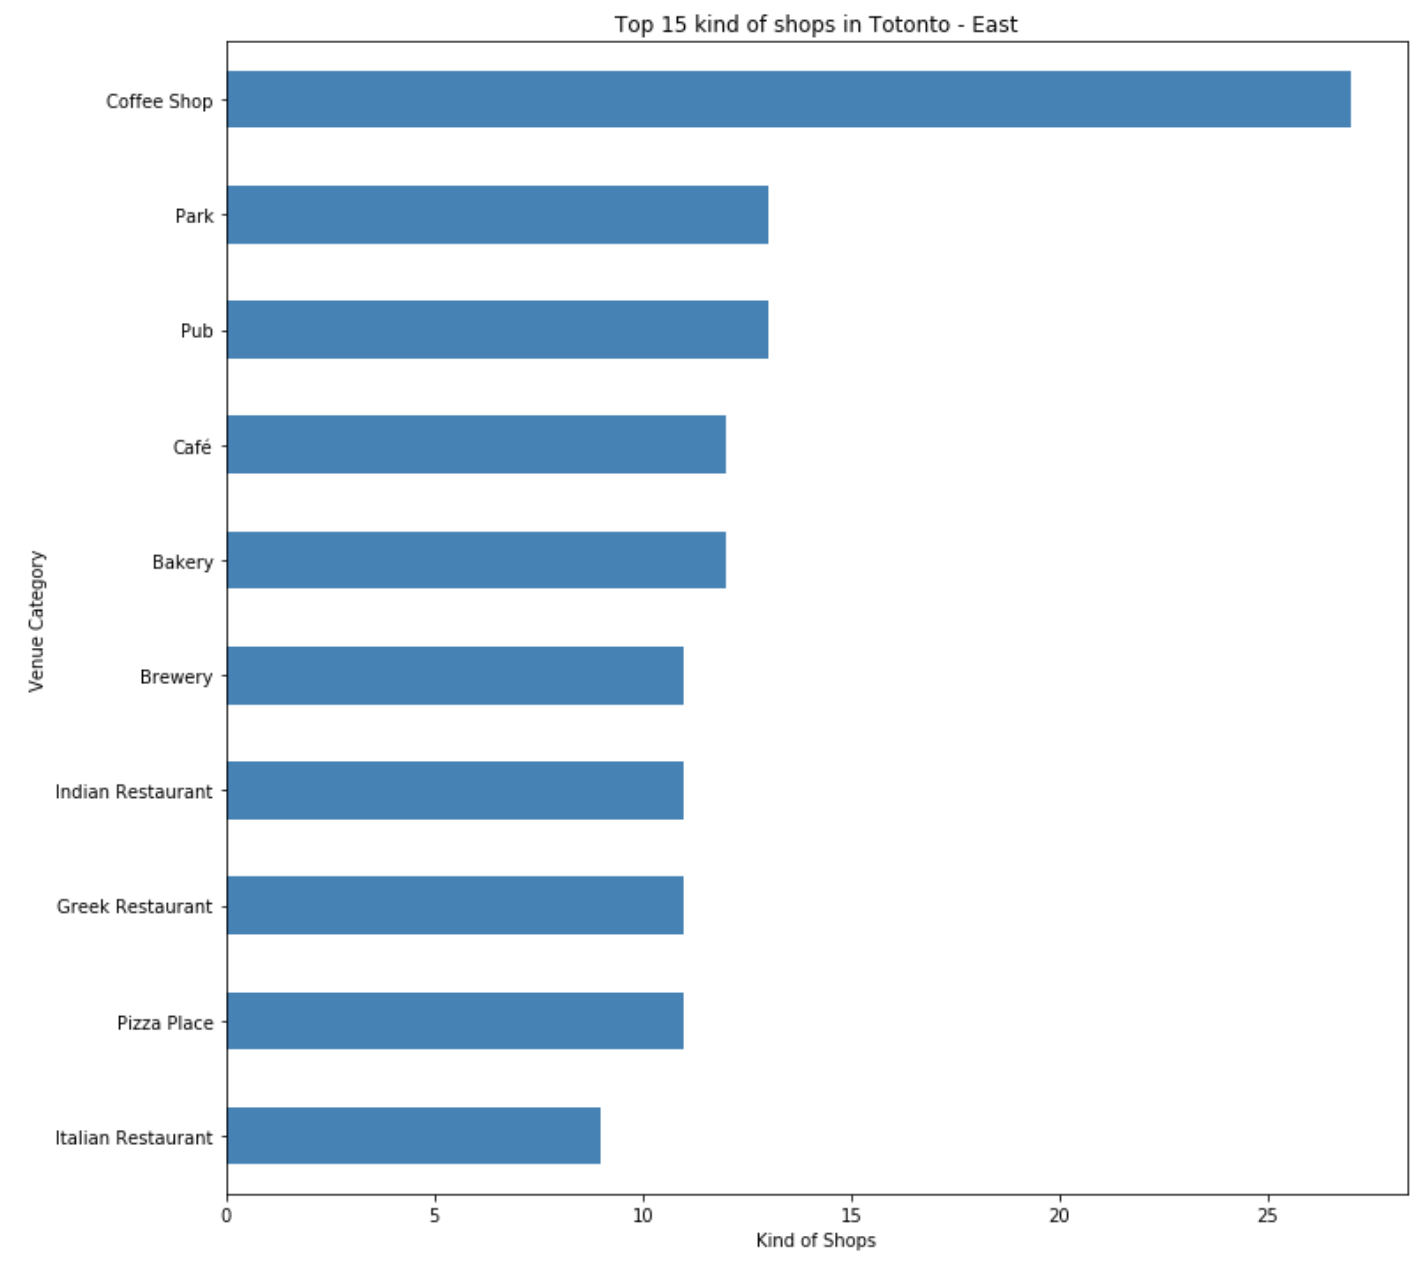 Top 15 kind of shops in Totonto - East
Coffee Shop
Park
Pub
Café
Bakery
Brewery
Indian Restaurant
Greek Restaurant
Pizza Place
Italian Restaurant
Venue Category
0 5 10 15 20 25
Kind of Shops